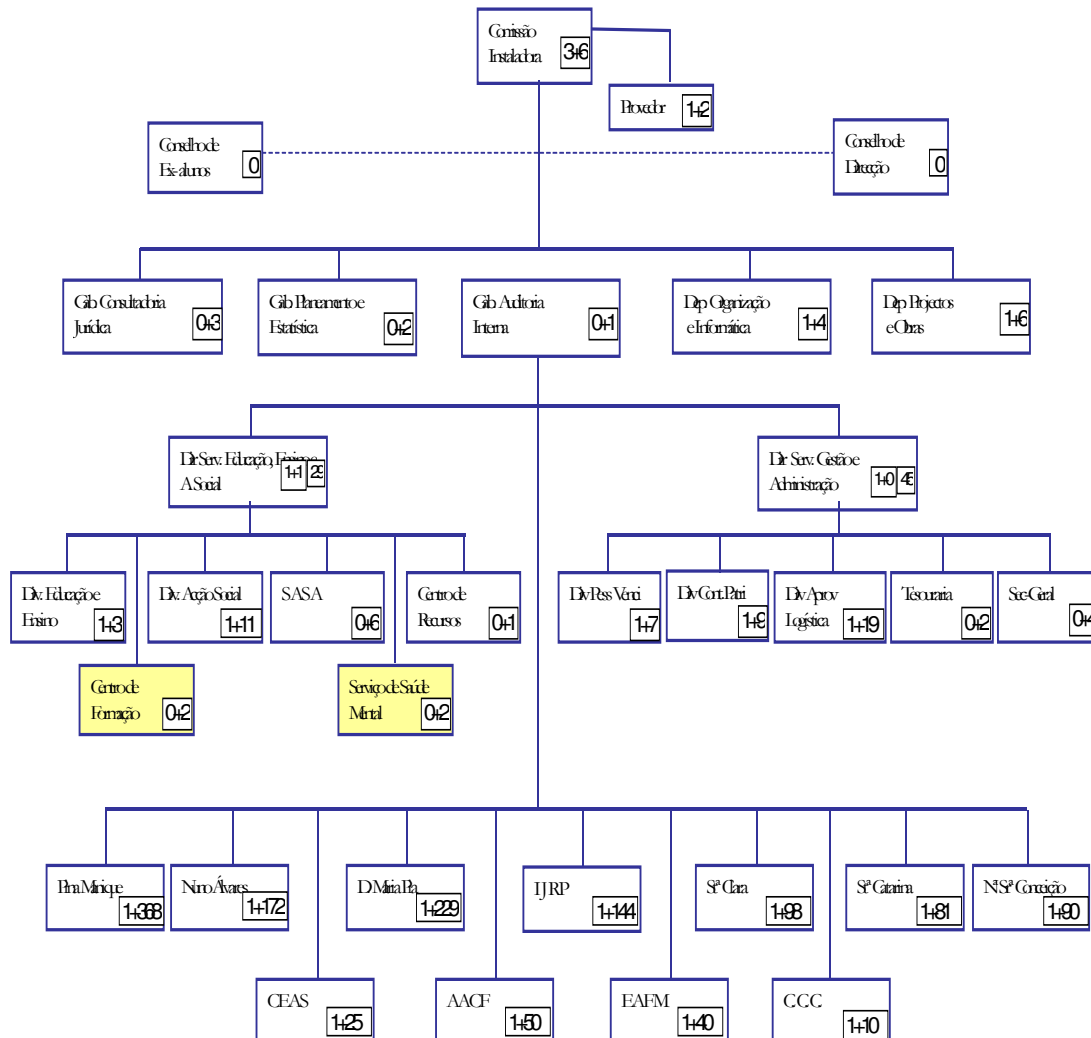 Comissão
Instaladora
3+6
Provedor
1+2
Conselho de
Ex-alunos
0
Conselho de
Direcção
0
Gab. Consultadoria
Jurídica
0+3
Gab. Planeamento e
Estatística
0+2
Gab. Auditoria
Interna
0+1
Dep. Organização
e Informática
1+4
Dep. Projectos
e Obras
1+6
Dir. Serv. Educação, Ensino e
A.Social
1+1
Dir. Serv. Gestão e
Administração
1+0
Div. Educação e
Ensino
1+3
Div. Acção Social
1+11
SASA
0+6
Centro de
Recursos
0+1
Div Pess Venci
1+7
Div Cont. Patri
1+9
Div Aprov
Logística
1+19
Tesouraria
0+2
Sec-Geral
0+4
Centro de
Formação
0+2
Serviço de Saúde
Mental
0+2
Pina Manique
1+368
Nuno Álvares
1+172
D. Maria Pia
1+229
IJRP
1+144
Stª Clara
1+98
Stª Catarina
1+81
Nª Srª Conceição
1+90
CEAS
1+25
AACF
1+50
EAFM
1+40
C.C.C.
1+10